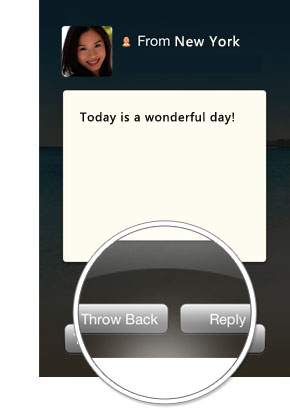 From New York
Today is a wonderful day!
Throw Back Reply